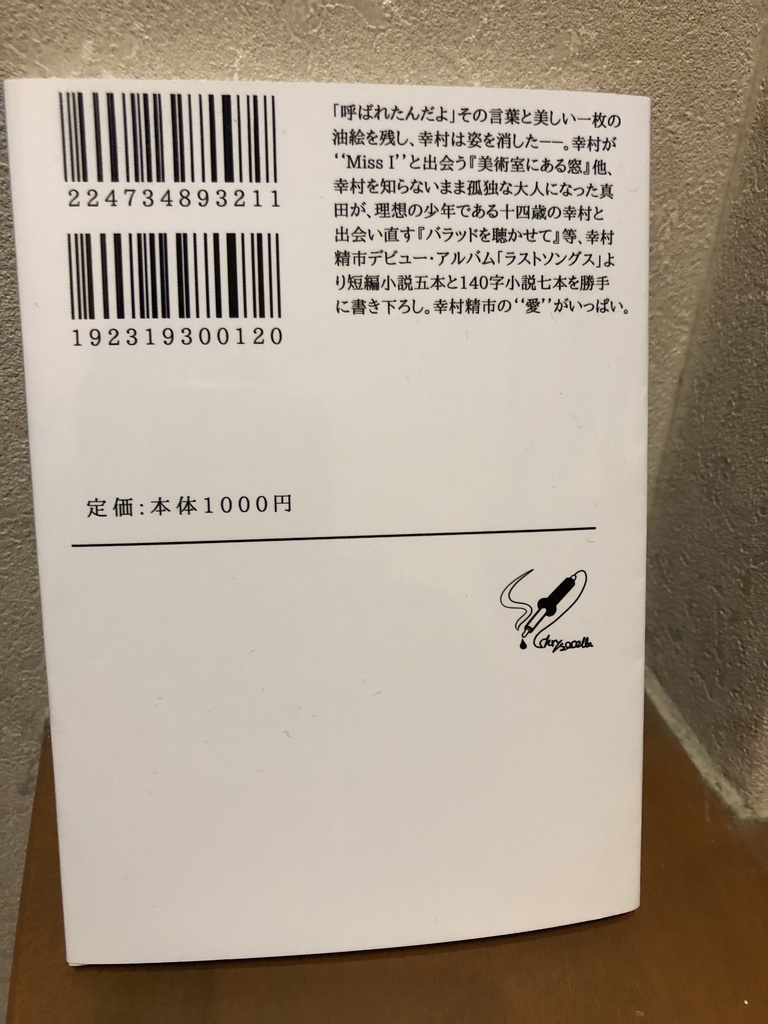 224734893211
192319300120
「呼ばれたんだよ」その言葉と美しい一枚の
油絵を残し、幸村は姿を消した――。幸村が
“Miss I”と出会う『美術室にある窓』他、
幸村を知らないまま孤独な大人になった真
田が、理想の少年である十四歳の幸村と
出会い直す『バラッドを聴かせて』等、幸村
精市デビュー・アルバム「ラストソングス」よ
り短編小説五本と140字小説七本を勝手
に書き下ろし。幸村精市の“愛”がいっぱい。
定価:本体1000円